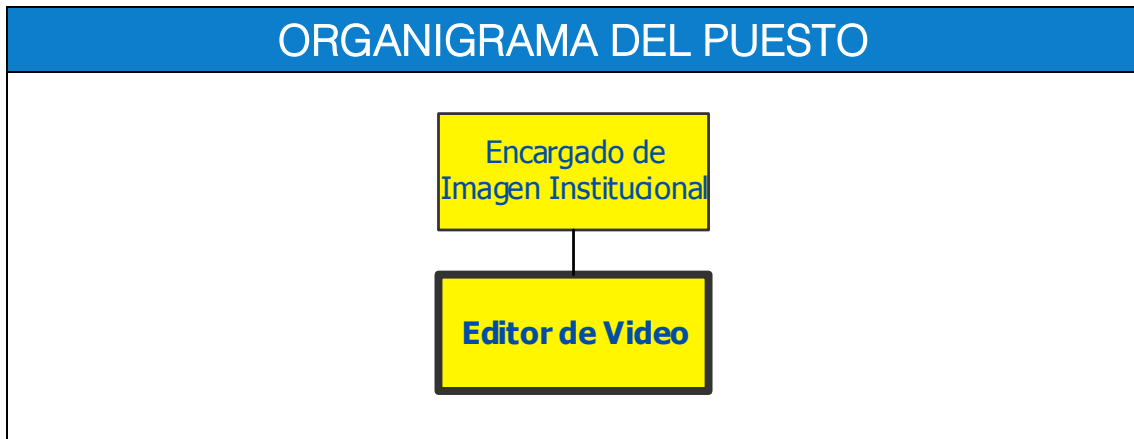 ORGANIGRAMA DEL PUESTO
Encargado de
Imagen Institucional
Editor de Video